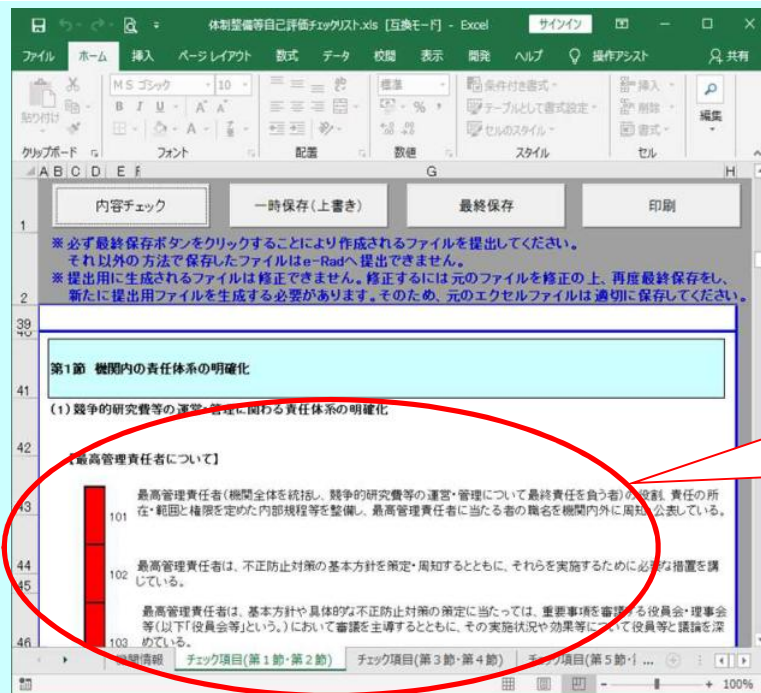 体制整備等自己評価チェックリスト.xls [互換モード] - Excel サインイン
ファイル ホーム 挿入 ページレイアウト 数式 データ 校閲 表示 開発 ヘルプ 操作アシスト 共有
貼り付け
MS ゴシック 10
B I U A A
A
標準
% ,
条件付き書式
テーブルとして書式設定
セルのスタイル
挿入
削除
書式
編集
クリップボード フォント 配置 数値 スタイル セル
A B C D E F G H
1
内容チェック 一時保存(上書き) 最終保存 印刷
2
※必ず最終保存ボタンをクリックすることにより作成されるファイルを提出してください。
それ以外の方法で保存したファイルはe-Radへ提出できません。
※提出用に生成されるファイルは修正できません。修正するには元のファイルを修正の上、再度最終保存をし、
新たに提出用ファイルを生成する必要があります。そのため、元のエクセルファイルは適切に保存してください。
39
40
41
第1節 機関内の責任体系の明確化
42
(1)競争的研究費等の運営・管理に関わる責任体系の明確化
【最高管理責任者について】
43
101
最高管理責任者(機関全体を統括し、競争的研究費等の運営・管理について最終責任を負う者)の役割、責任の所
在・範囲と権限を定めた内部規程等を整備し、最高管理責任者に当たる者の職名を機関内外に周知・公表している。
44
45
102
最高管理責任者は、不正防止対策の基本方針を策定・周知するとともに、それらを実施するために必要な措置を講
じている。
46
103
最高管理責任者は、基本方針や具体的な不正防止対策の策定に当たっては、重要事項を審議する役員会・理事会
等(以下「役員会等」という。)において審議を主導するとともに、その実施状況や効果等について役員等と議論を深
めている。
機関情報 チェック項目(第1節・第2節) チェック項目(第3節・第4節) チェック項目(第5節・ ...
100%